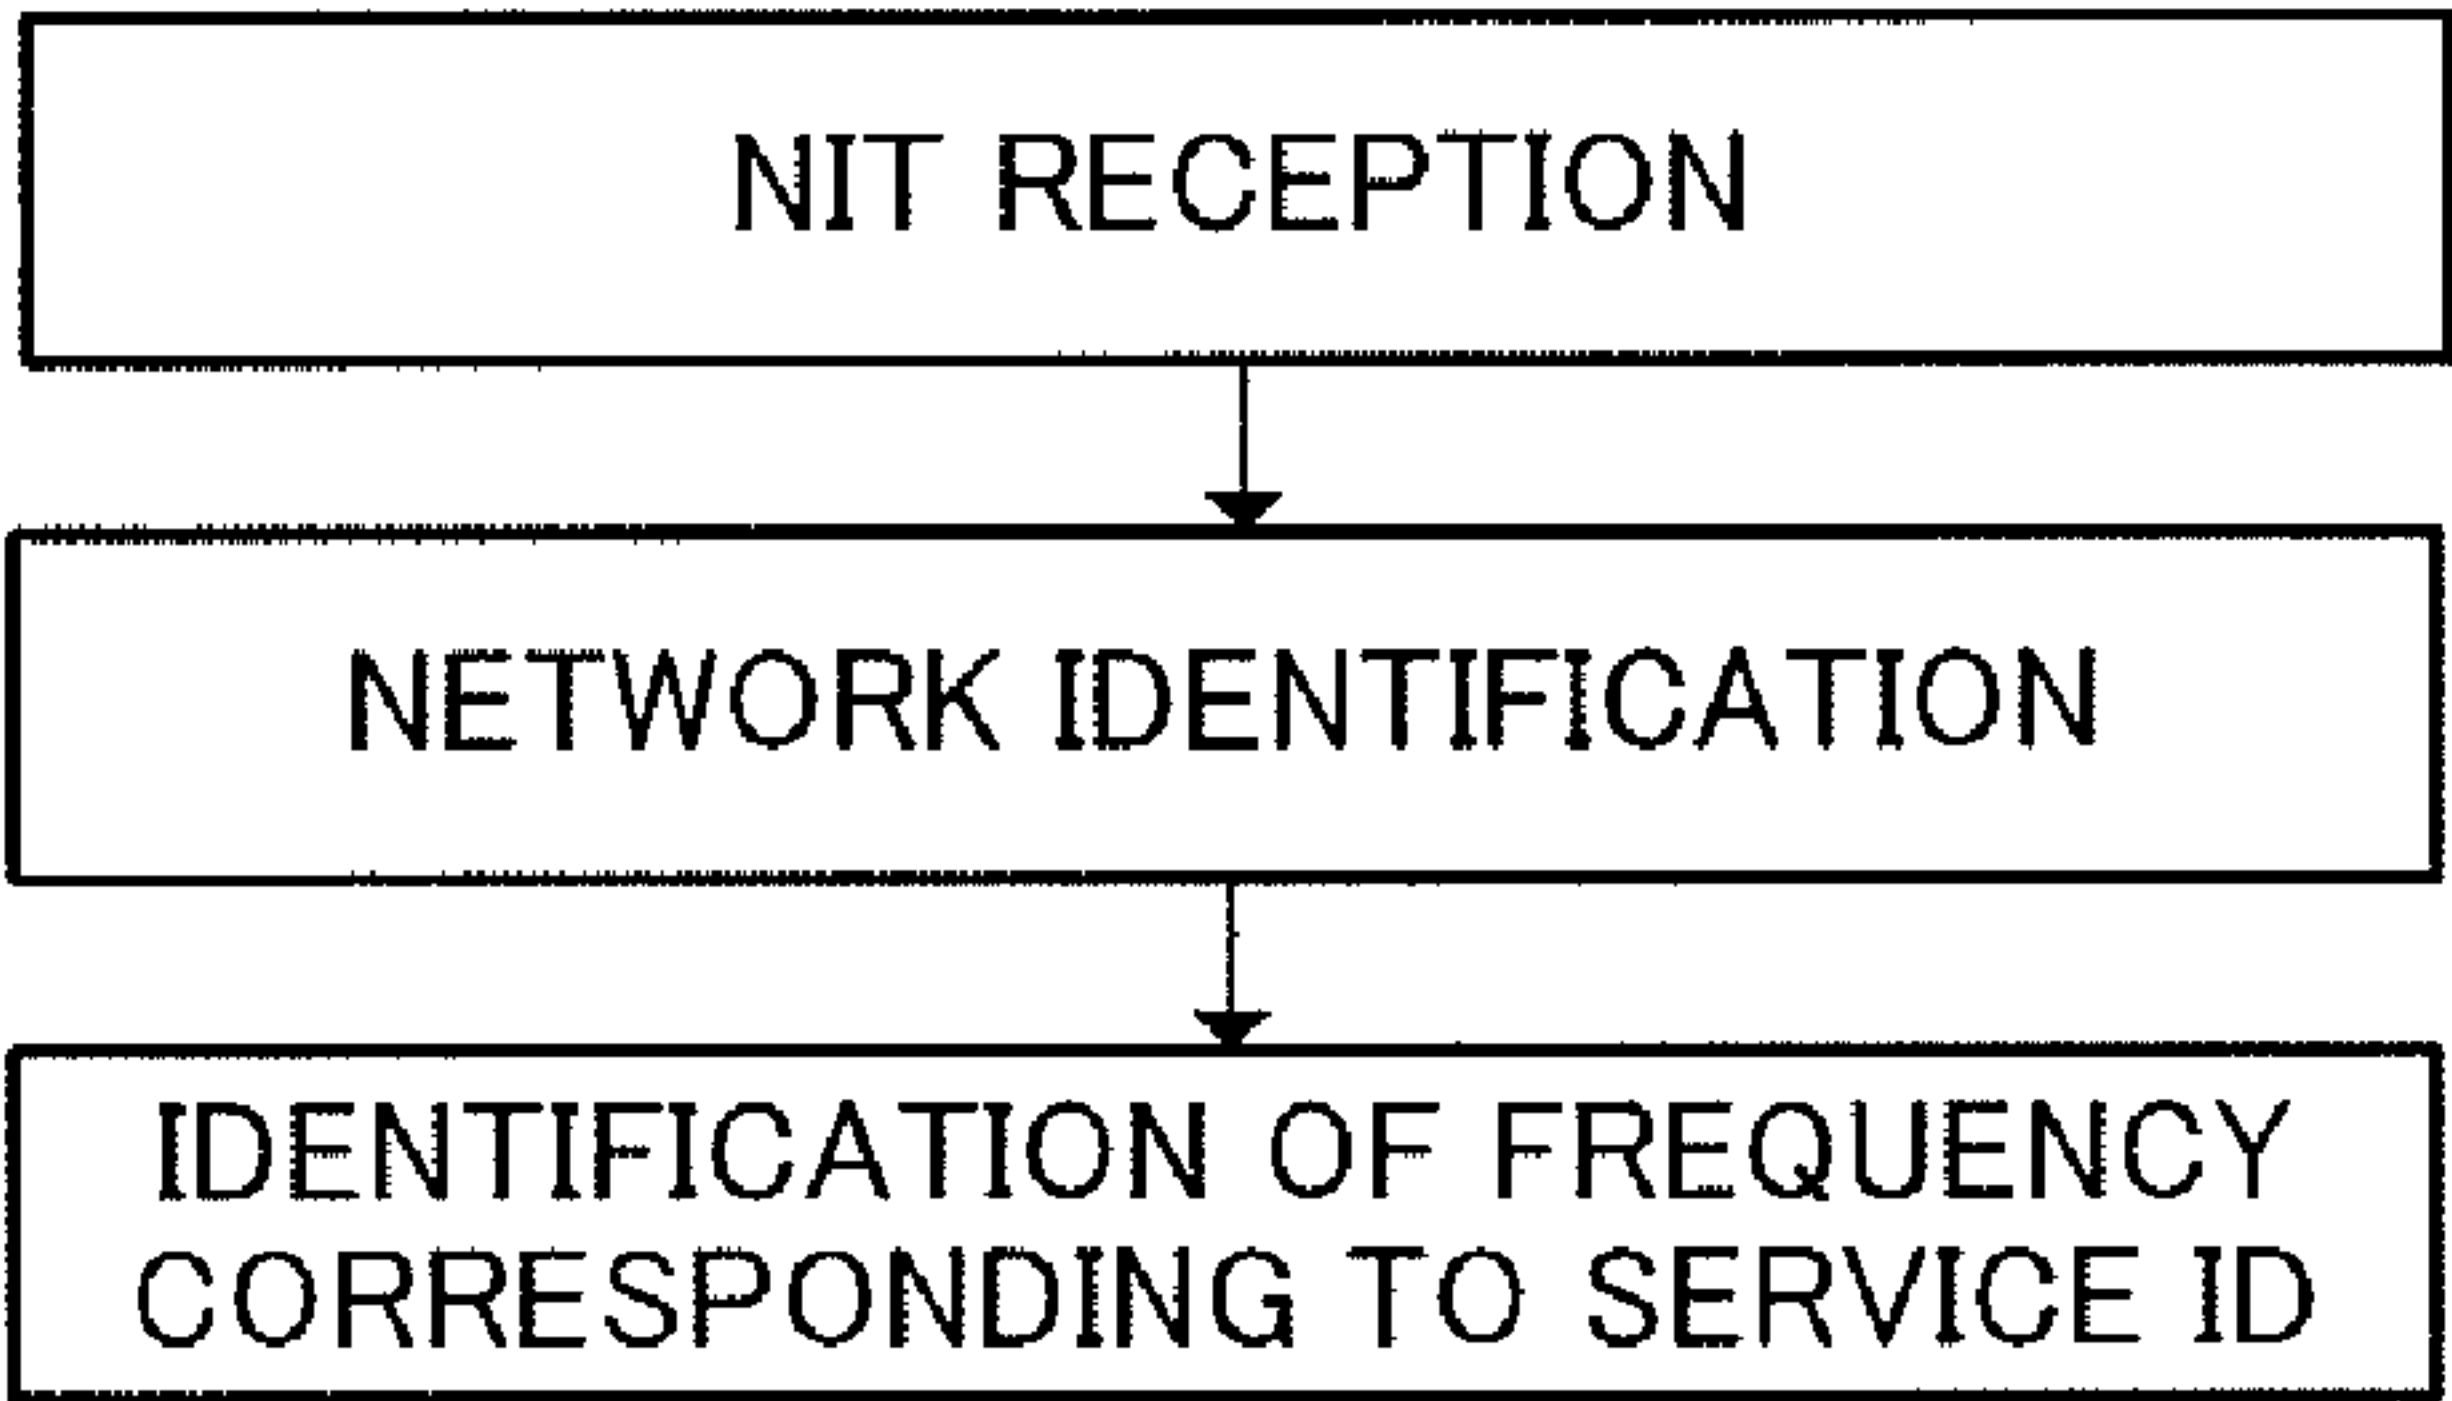 NIT RECEPTION
NETWORK IDENTIFICATION
IDENTIFICATION OF FREQUENCY
CORRESPONDING TO SERVICE ID